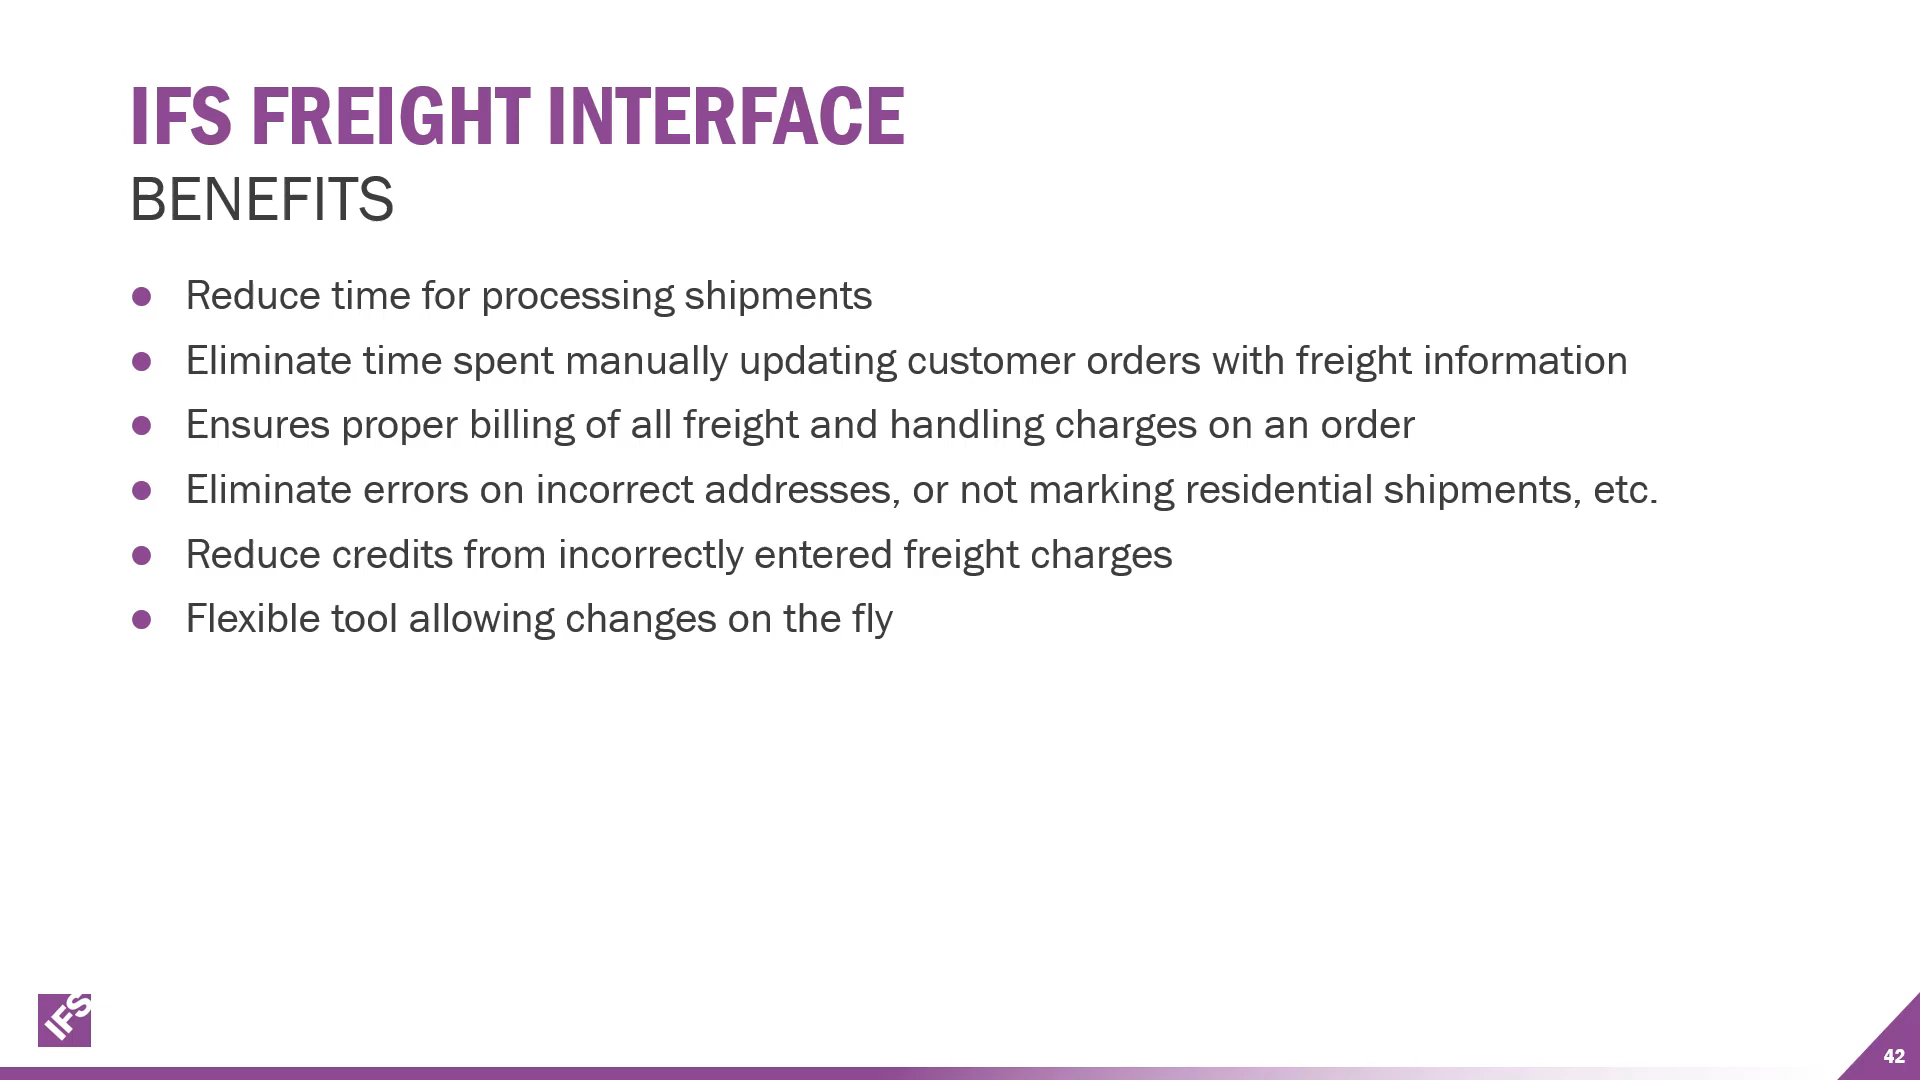 IFS FREIGHT INTERFACE
BENEFITS
● Reduce time for processing shipments
● Eliminate time spent manually updating customer orders with freight information
● Ensures proper billing of all freight and handling charges on an order
● Eliminate errors on incorrect addresses, or not marking residential shipments, etc.
● Reduce credits from incorrectly entered freight charges
● Flexible tool allowing changes on the fly
IFS
42